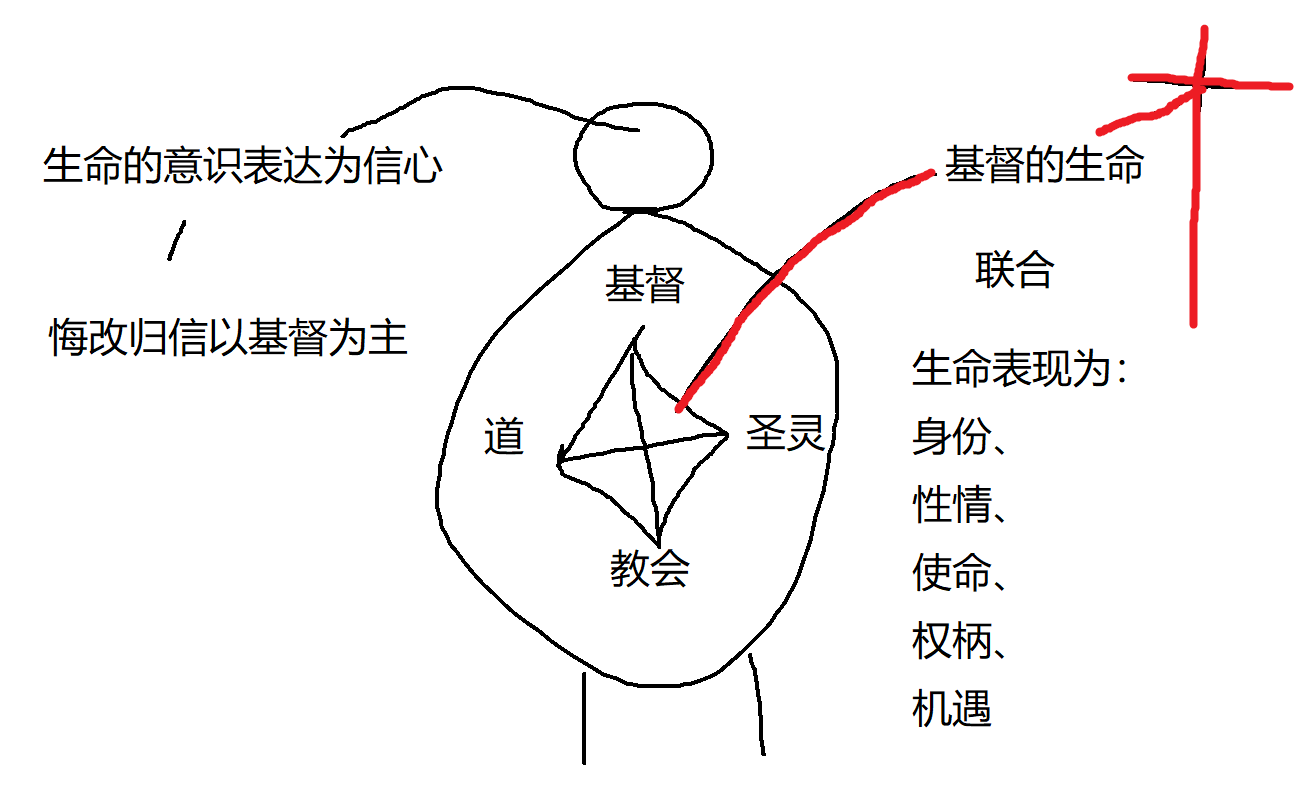 生命的意识表达为信心
基督的生命
联合
基督
悔改归信以基督为主
生命表现为：
道
圣灵
身份、
性情、
教会
使命、
权柄、
机遇